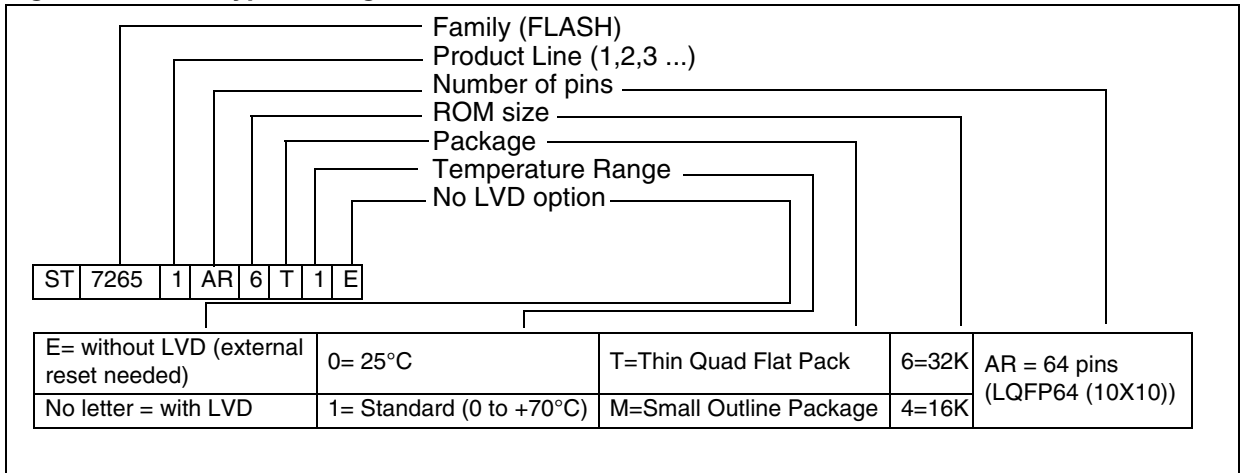 Family (FLASH)
Product Line (1,2,3 ...)
Number of pins
ROM size
Package
Temperature Range
No LVD option
ST 7265 1 AR 6 T 1 E
E= without LVD (external
reset needed)
0= 25°C
T=Thin Quad Flat Pack
6=32K
AR = 64 pins
(LQFP64 (10X10))
No letter = with LVD
1= Standard (0 to +70°C)
M=Small Outline Package
4=16K